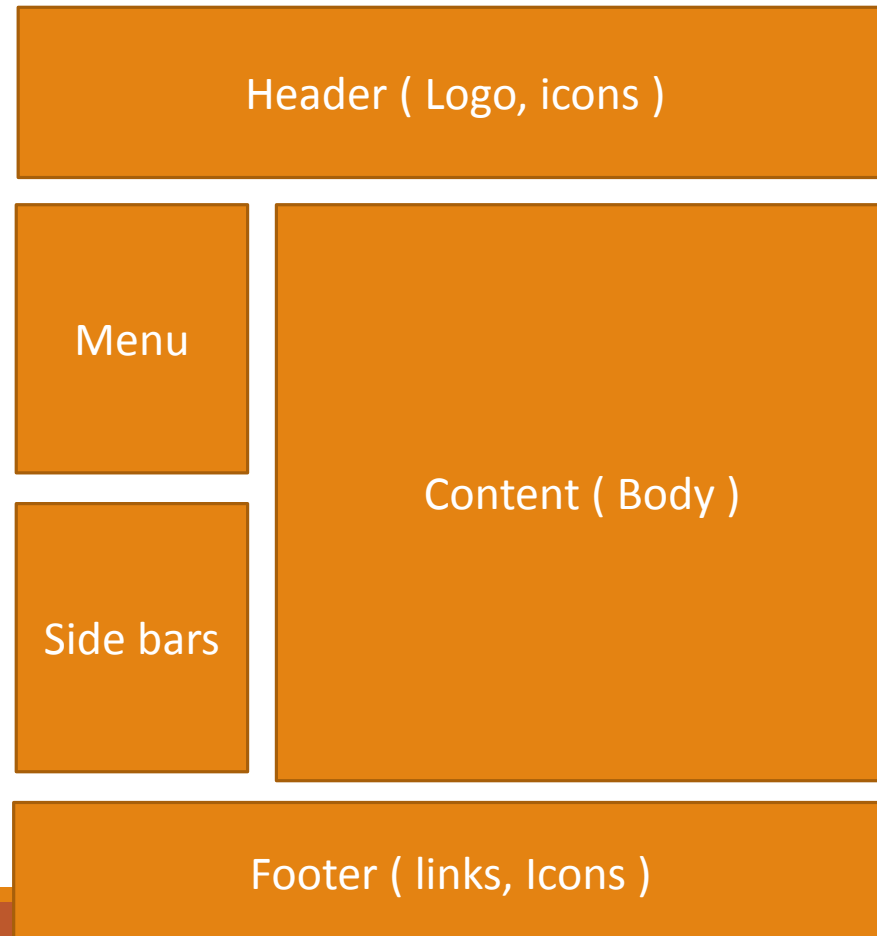 Header ( Logo, icons )
Menu
Content ( Body )
Side bars
Footer ( links, Icons )